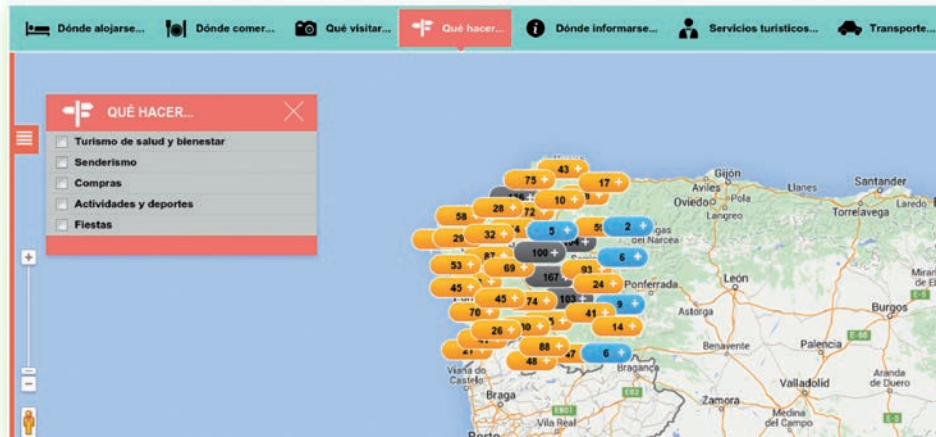 Dónde alojarse...
Dónde comer...
Qué visitar...
Qué hacer...
Dónde informarse...
Servicios turísticos...
Transporte...
QUÉ HACER...
Turismo de salud y bienestar
Senderismo
Compras
Actividades y deportes
Fiestas
43 +
75 +
17 +
10 +
28 +
72
58
5 +
2 +
29
32 +
100 +
6 +
53 +
69 +
93
167
24 +
45 +
45 +
74 +
103
9 +
70
41 +
26 +
14 +
88 +
48 +
47
6 +
Gijón
Aviles
Oviedo
Pola
Langreo
Llanes
Santander
Torrelavega
Laredo
Ponferrada
León
Astorga
Burgos
E-5
E-80
Benavente
Palencia
Viana do
Castelo
Bragança
Braga
E82
Valladolid
Aranda
de Duero
Zamora
Vila Real
Medina
del Campo
Porto
+
−